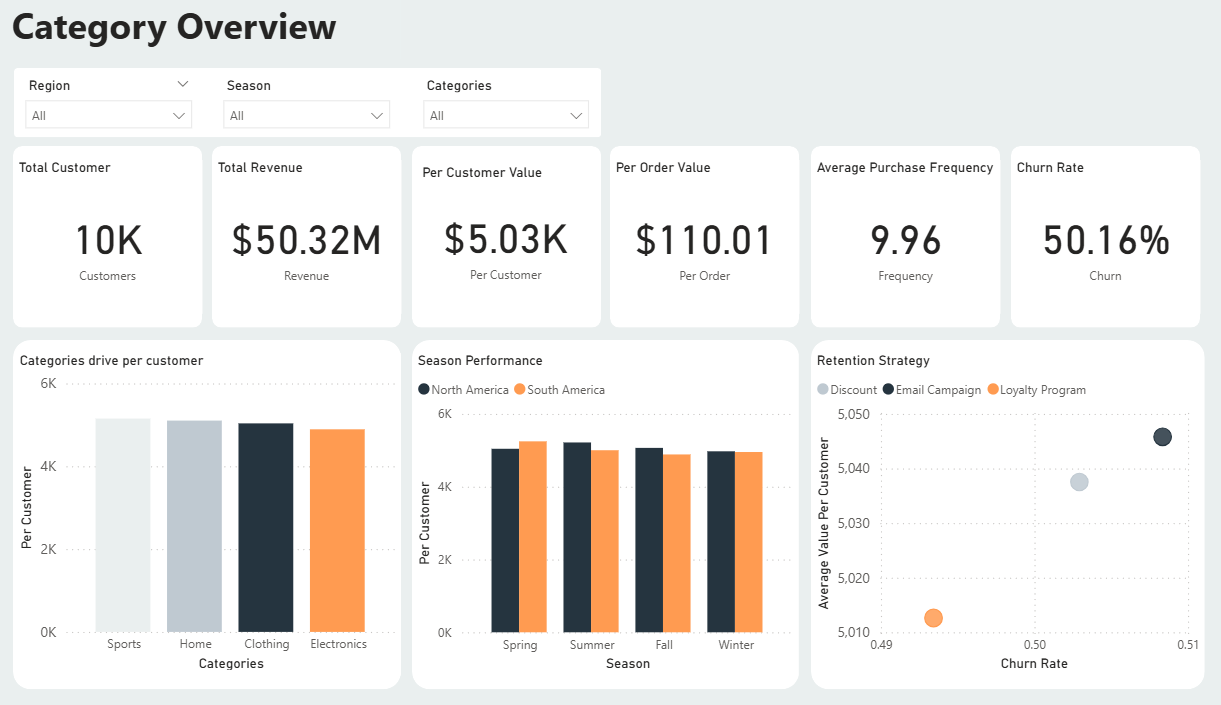 Category Overview
Region Season Categories
All All All
Total Customer
10K
Customers
Total Revenue
$50.32M
Revenue
Per Customer Value
$5.03K
Per Customer
Per Order Value
$110.01
Per Order
Average Purchase Frequency
9.96
Frequency
Churn Rate
50.16%
Churn
Categories drive per customer
6K
4K
2K
0K
Per Customer
Sports Home Clothing Electronics
Categories
Season Performance
North America South America
6K
4K
2K
0K
Per Customer
Spring Summer Fall Winter
Season
Retention Strategy
Discount Email Campaign Loyalty Program
5,050
5,040
5,030
5,020
5,010
Average Value Per Customer
0.49 0.50 0.51
Churn Rate